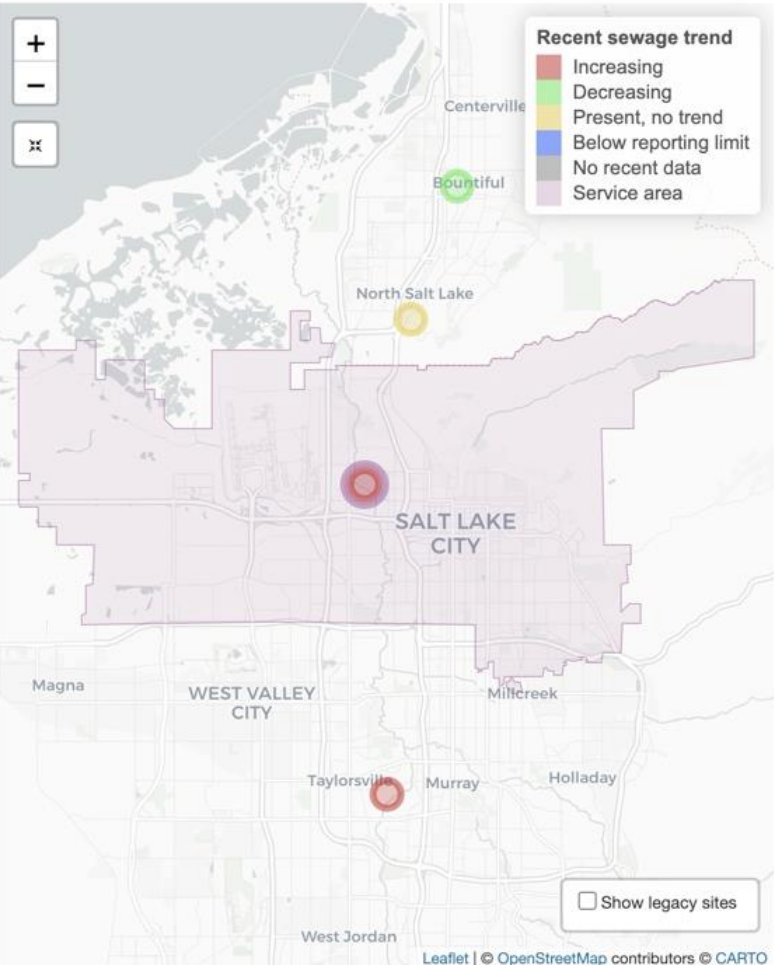 +
−
Recent sewage trend
Increasing
Decreasing
Present, no trend
Below reporting limit
No recent data
Service area
Centerville
Bountiful
North Salt Lake
SALT LAKE
CITY
Magna
WEST VALLEY
CITY
Millcreek
Taylorsville
Murray
Holladay
Show legacy sites
West Jordan
Leaflet | © OpenStreetMap contributors © CARTO